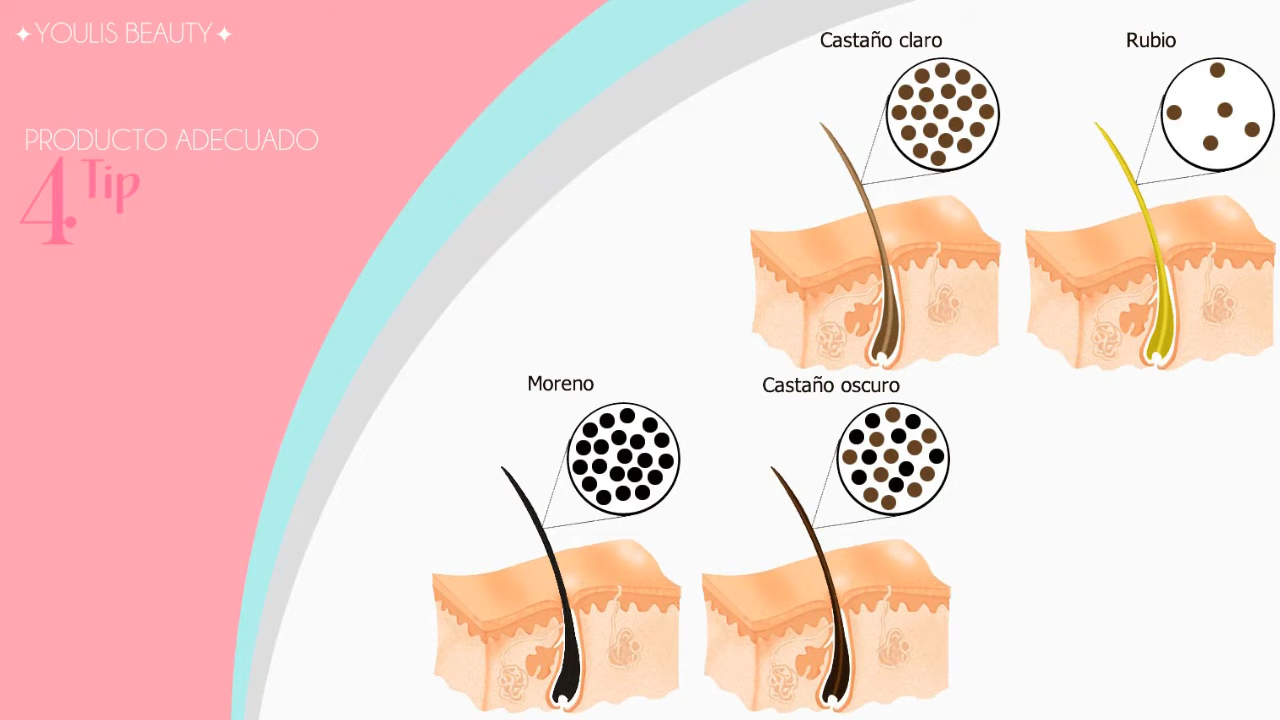 ✦YOULIS BEAUTY✦
PRODUCTO ADECUADO
4 Tip
Castaño claro
Rubio
Moreno
Castaño oscuro